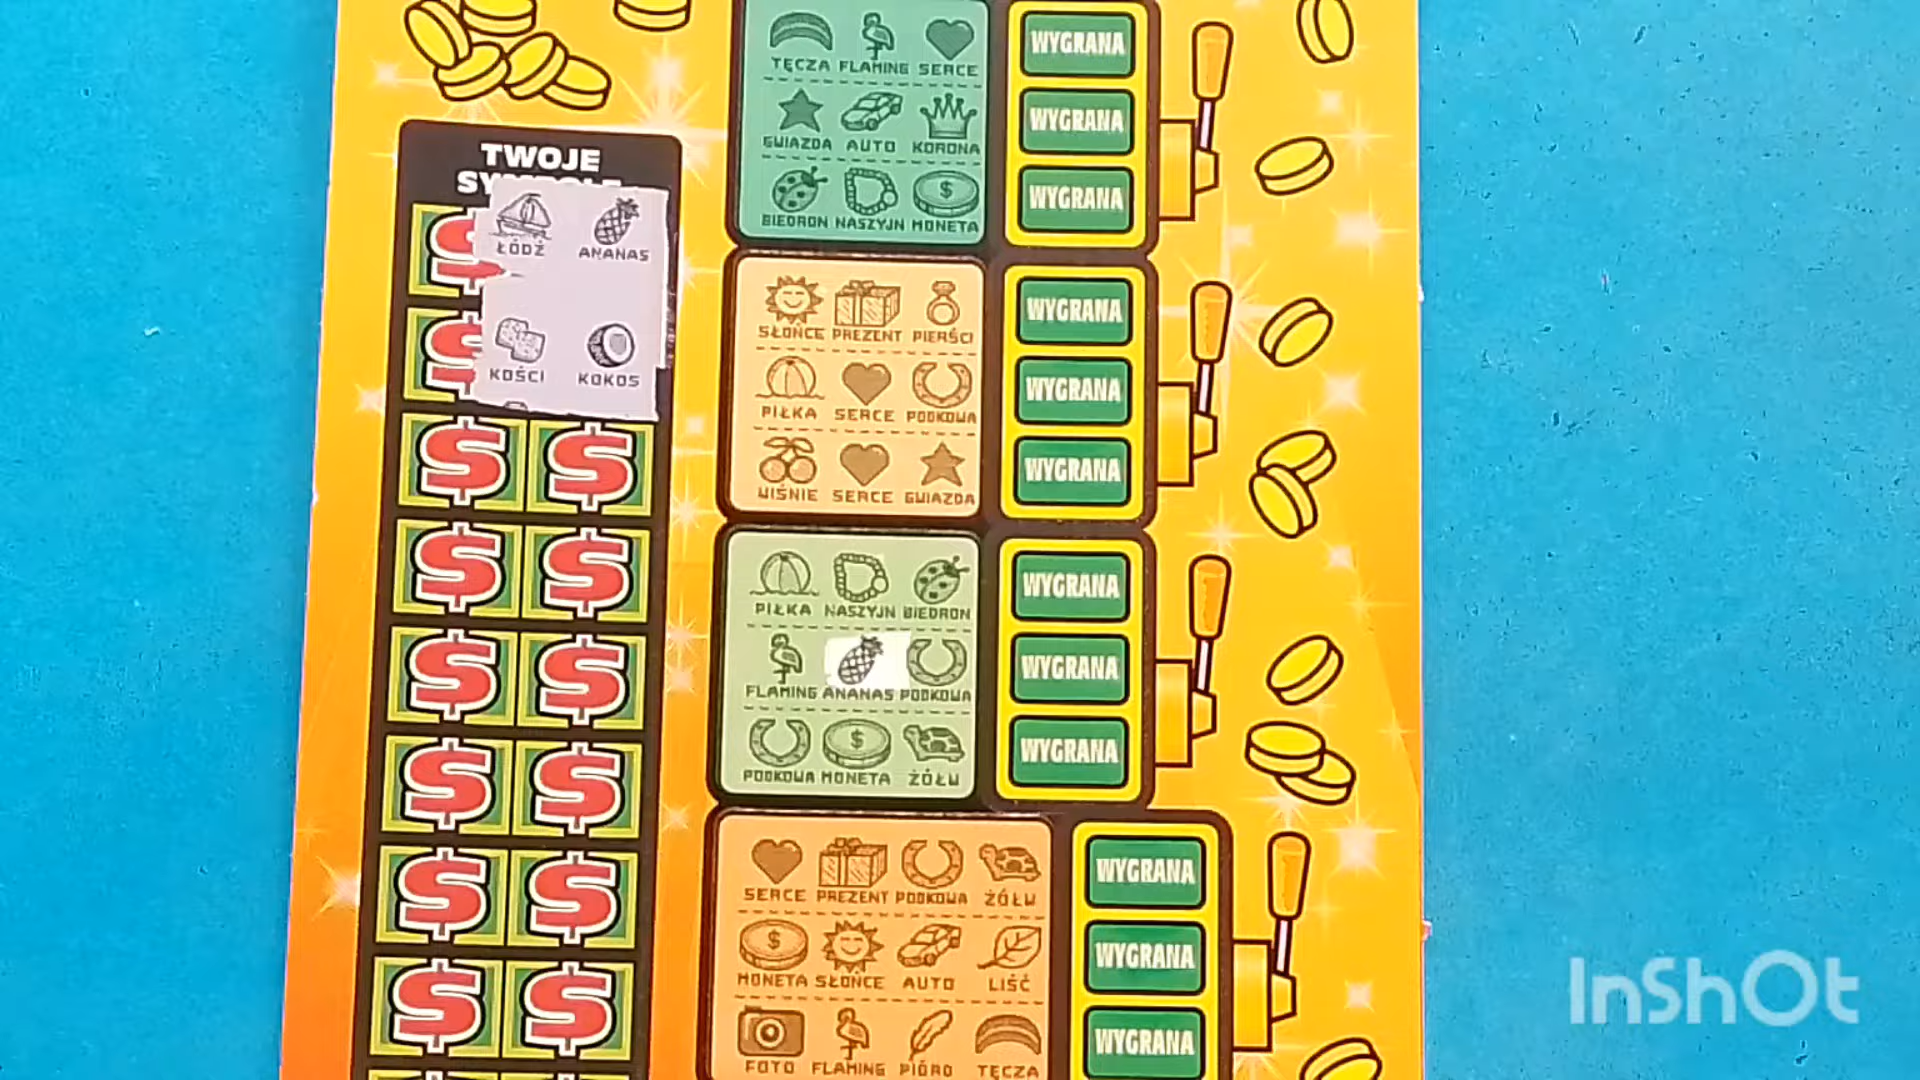 TWOJE
ŁÓDŹ ANANAS
KOŚCI KOKOS
$ $
$ $
$ $
$ $
$ $
$ $
TĘCZA FLAMING SERCE
GWIAZDA AUTO KORONA
BIEDRON NASZYJN MONETA
WYGRANA
WYGRANA
WYGRANA
SŁOŃCE PREZENT PIERŚCI
PIŁKA SERCE PODKOWA
WIŚNIE SERCE GWIAZDA
WYGRANA
WYGRANA
WYGRANA
PIŁKA NASZYJN BIEDRON
FLAMING ANANAS PODKOWA
PODKOWA MONETA ŻÓŁW
WYGRANA
WYGRANA
WYGRANA
SERCE PREZENT PODKOWA ŻÓŁW
MONETA SŁOŃCE AUTO LIŚĆ
FOTO FLAMING PIÓRO TĘCZA
WYGRANA
WYGRANA
WYGRANA
InShOt